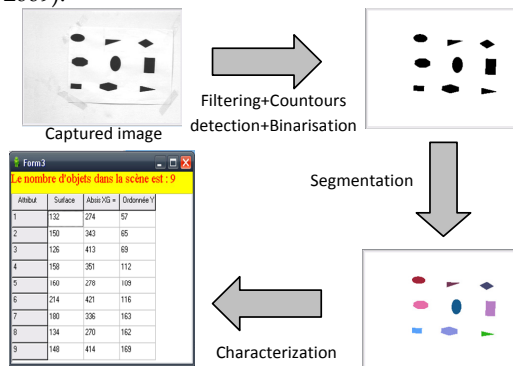 2009).
Captured image
Filtering+Countours
detection+Binarisation
Segmentation
Characterization
Form3
Le nombre d'objets dans la scène est : 9
Attribut Surface Absis XG = Ordonnée Y
1 132 274 57
2 150 343 65
3 126 413 69
4 158 351 112
5 160 278 109
6 214 421 116
7 180 336 163
8 134 270 162
9 148 414 169